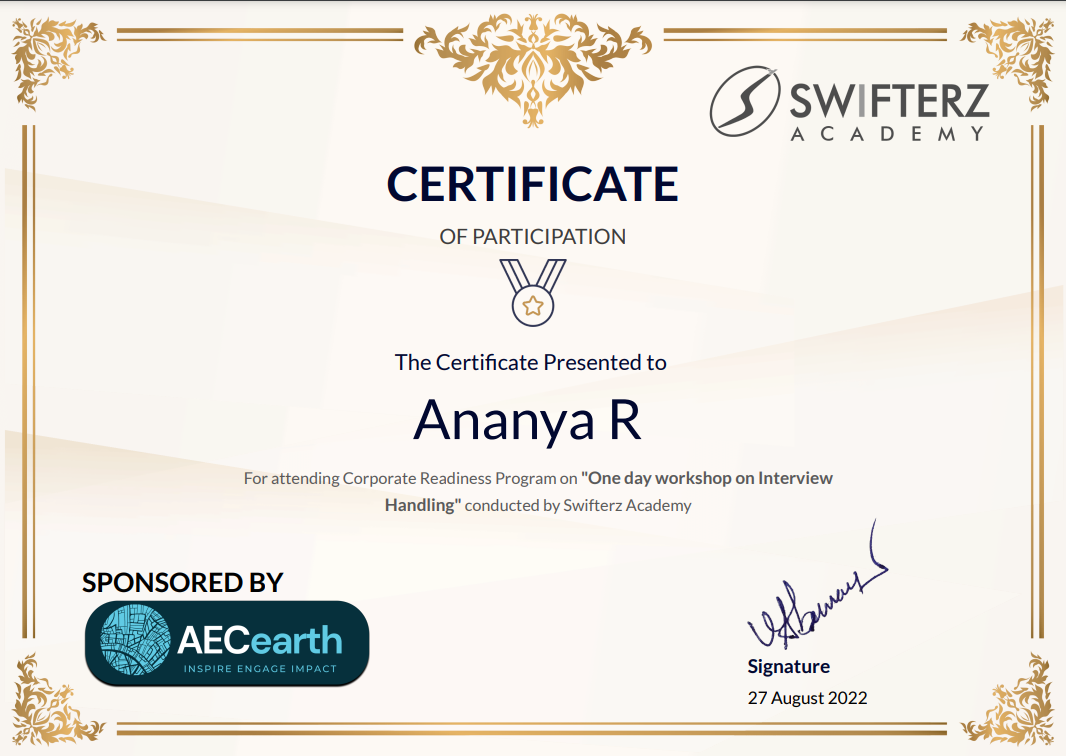 SWIFTERZ
ACADEMY
CERTIFICATE
OF PARTICIPATION
The Certificate Presented to
Ananya R
For attending Corporate Readiness Program on "One day workshop on Interview
Handling" conducted by Swifterz Academy
SPONSORED BY
AECearth
INSPIRE ENGAGE IMPACT
Signature
27 August 2022